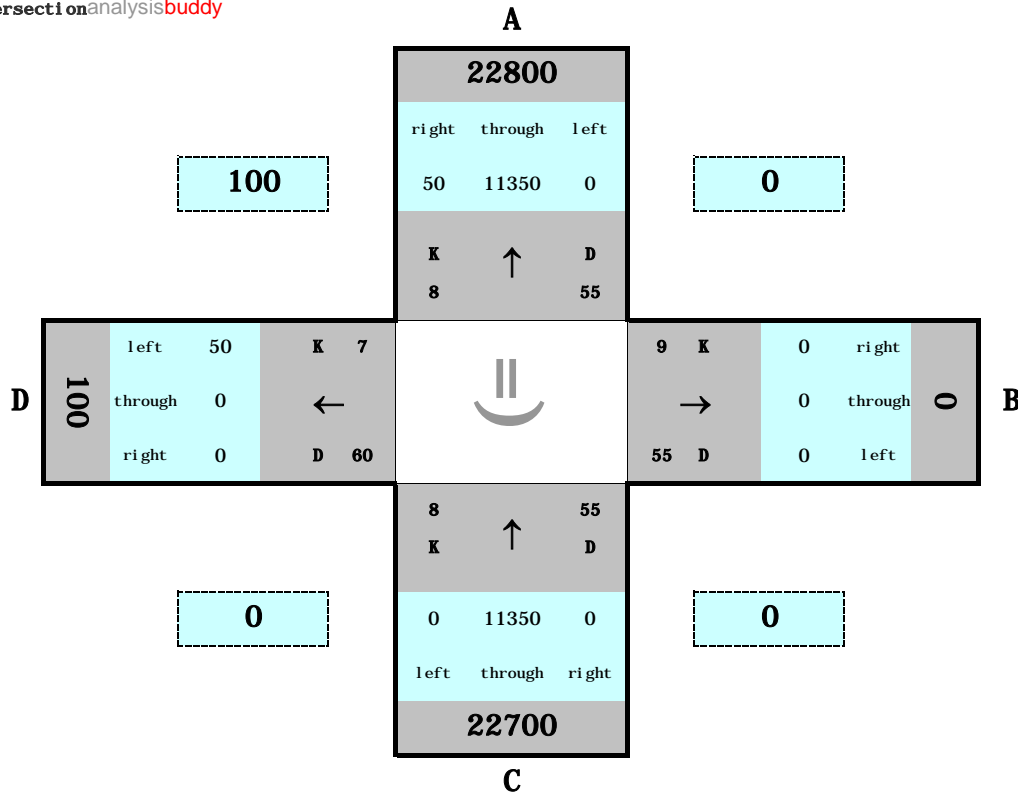 ersectionanalysisbuddy
A
22800
right through left
50 11350 0
100
0
K D
8 55
D
100
left 50
through 0
right 0
K 7
←
D 60
↑
=)
9 K
→
55 D
0 right
0 through
0 left
0
B
8 55
K D
↑
0
0
0 11350 0
left through right
22700
C